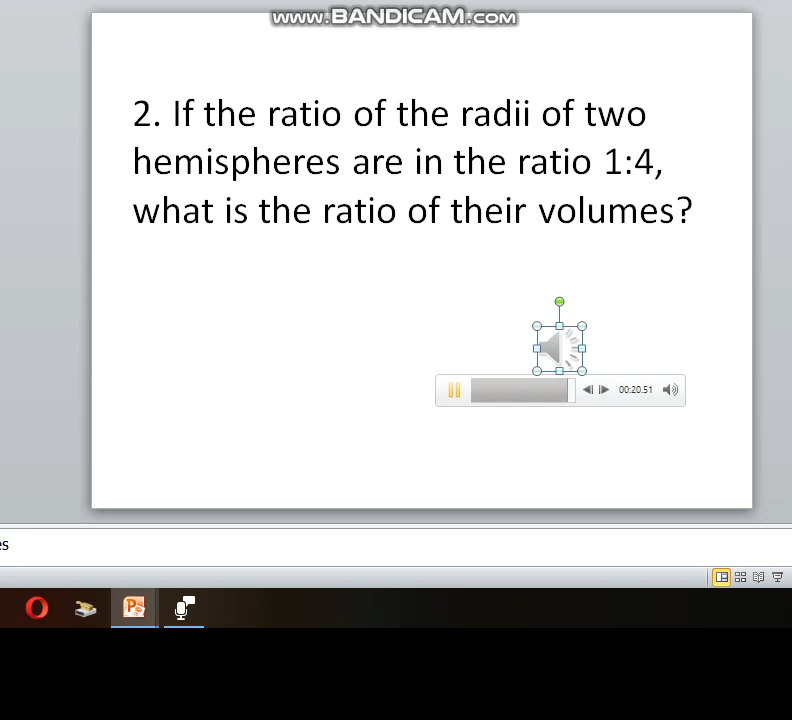 www.BANDICAM.com
2. If the ratio of the radii of two
hemispheres are in the ratio 1:4,
what is the ratio of their volumes?
00:20.51
es